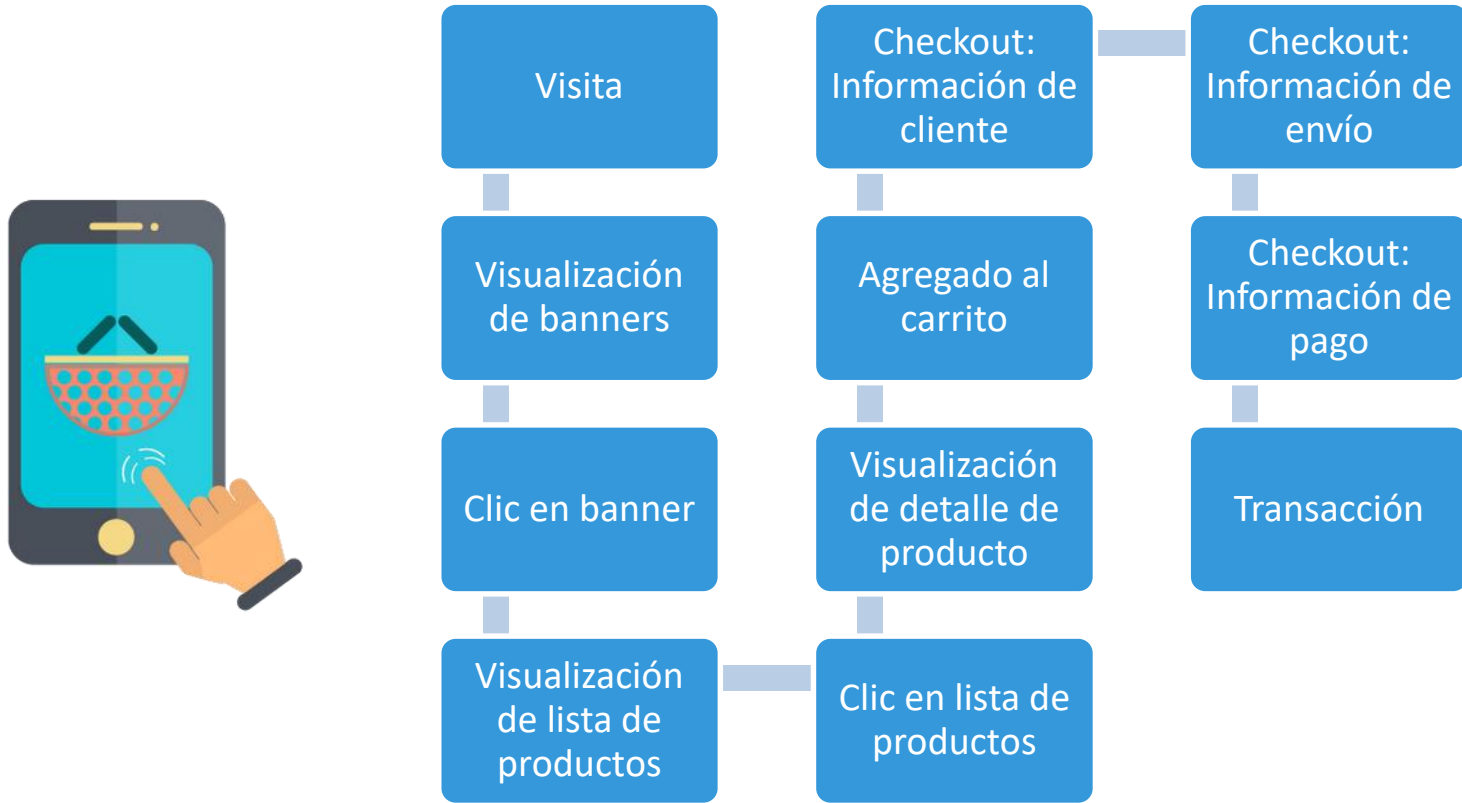 Visita
Visualización
de banners
Clic en banner
Visualización
de lista de
productos
Clic en lista de
productos
Visualización
de detalle de
producto
Agregado al
carrito
Checkout:
Información de
cliente
Checkout:
Información de
envío
Checkout:
Información de
pago
Transacción